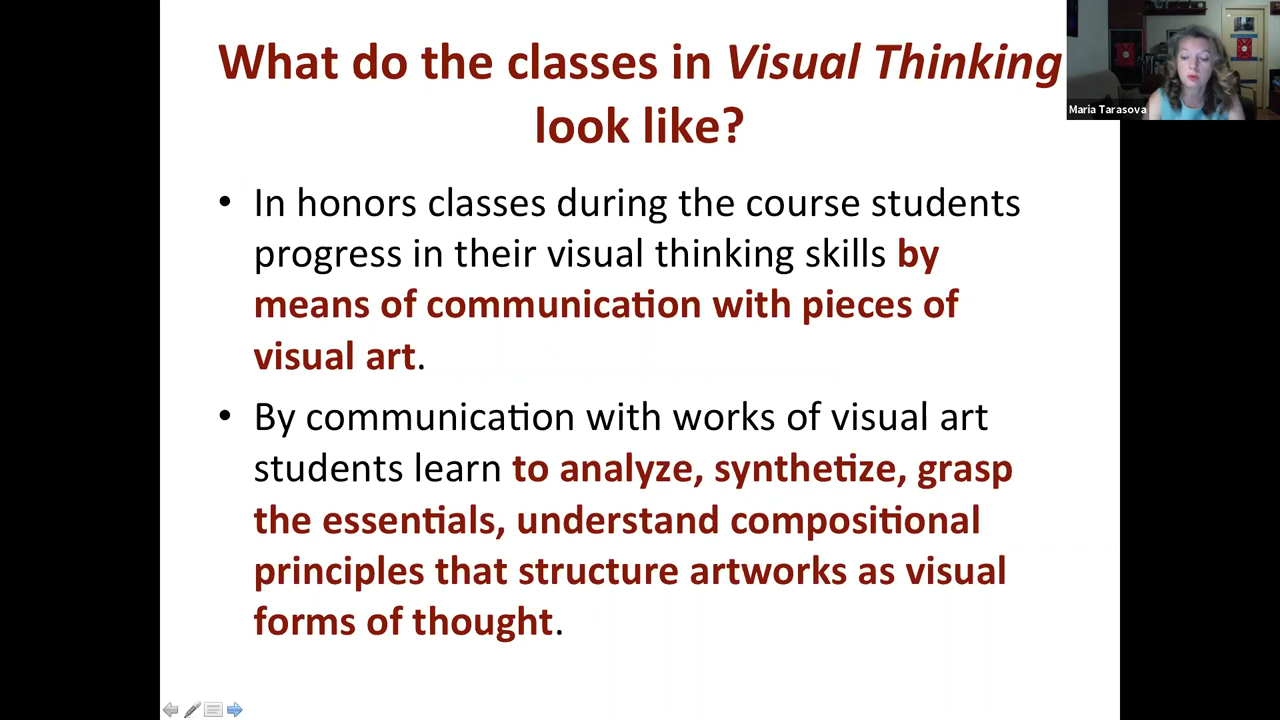 What do the classes in Visual Thinking
look like?
Maria Tarasova
• In honors classes during the course students
progress in their visual thinking skills by
means of communication with pieces of
visual art.
• By communication with works of visual art
students learn to analyze, synthetize, grasp
the essentials, understand compositional
principles that structure artworks as visual
forms of thought.